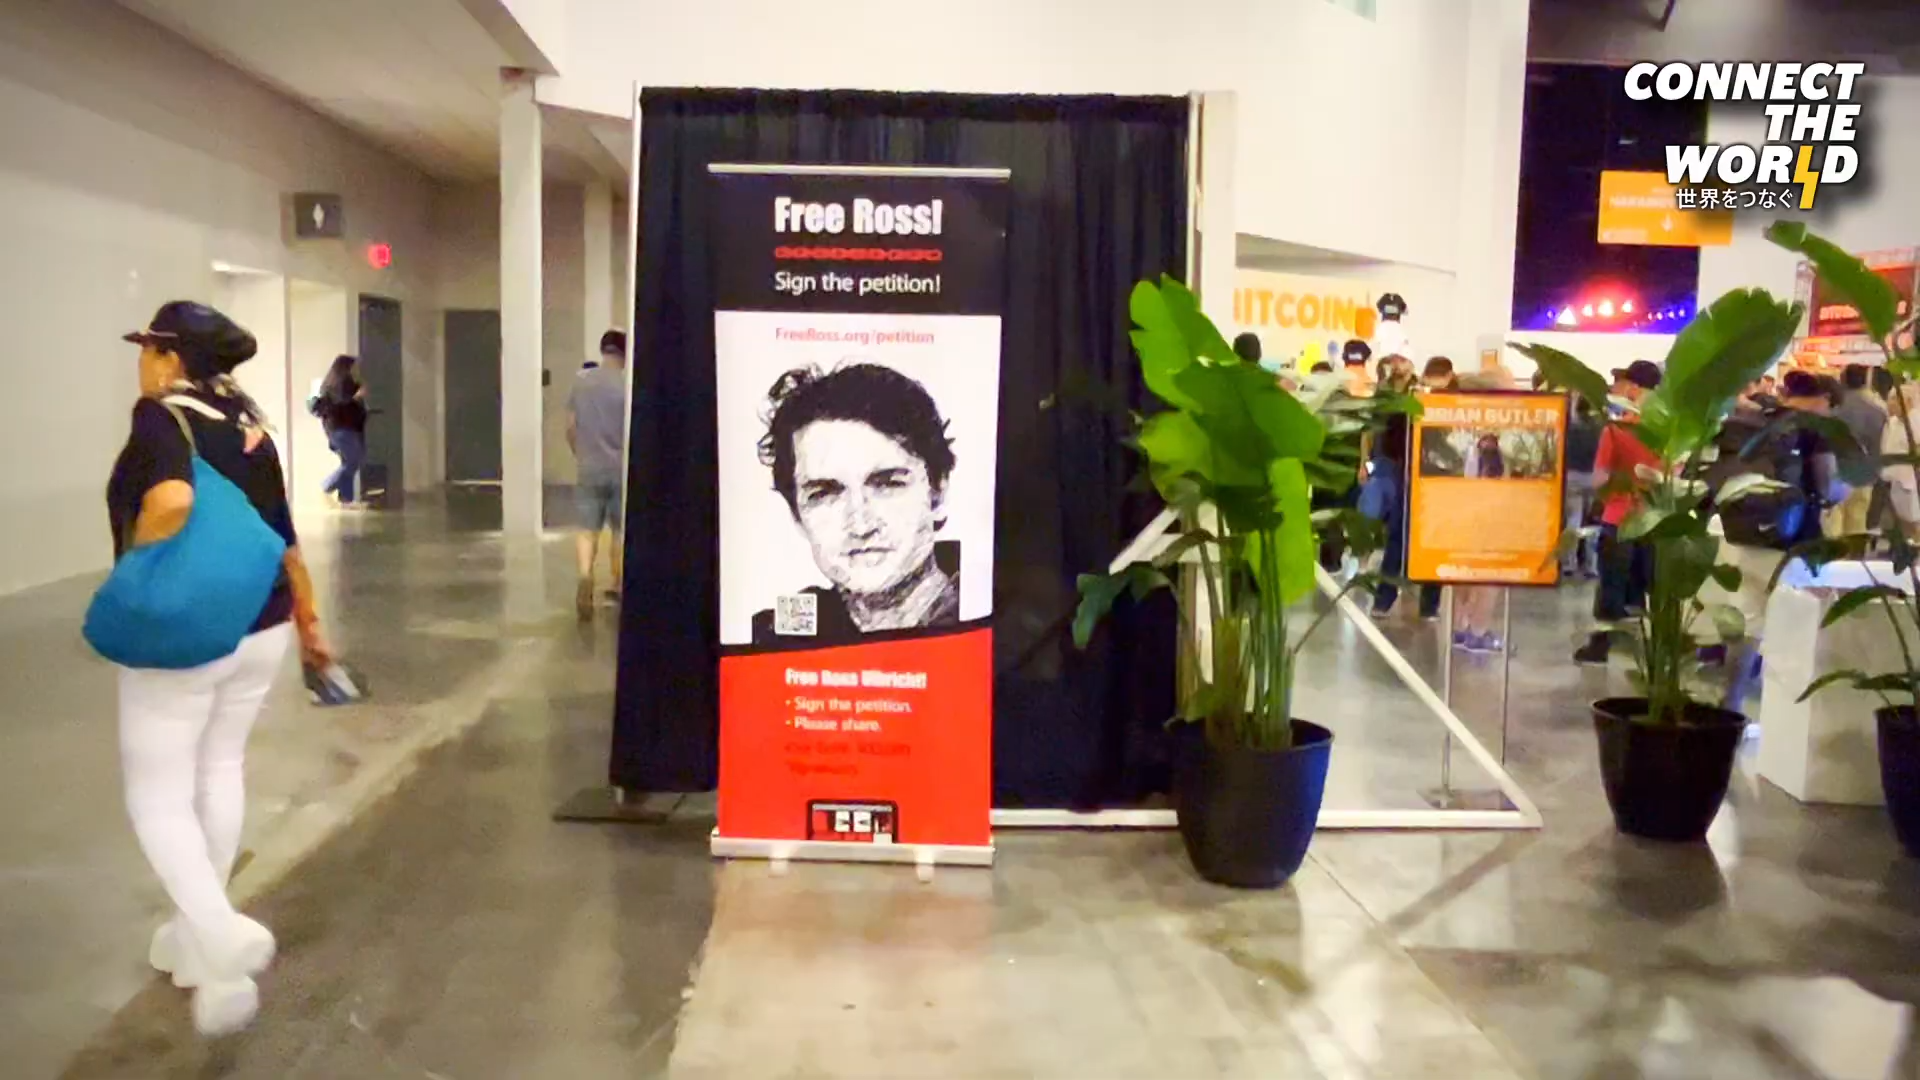 CONNECT
THE
WORLD
世界をつなぐ
Free Ross!
Sign the petition!
FreeRoss.org/petition
Free Ross Ulbricht!
• Sign the petition.
• Please share.
BITCOIN
BRIAN BUTLER